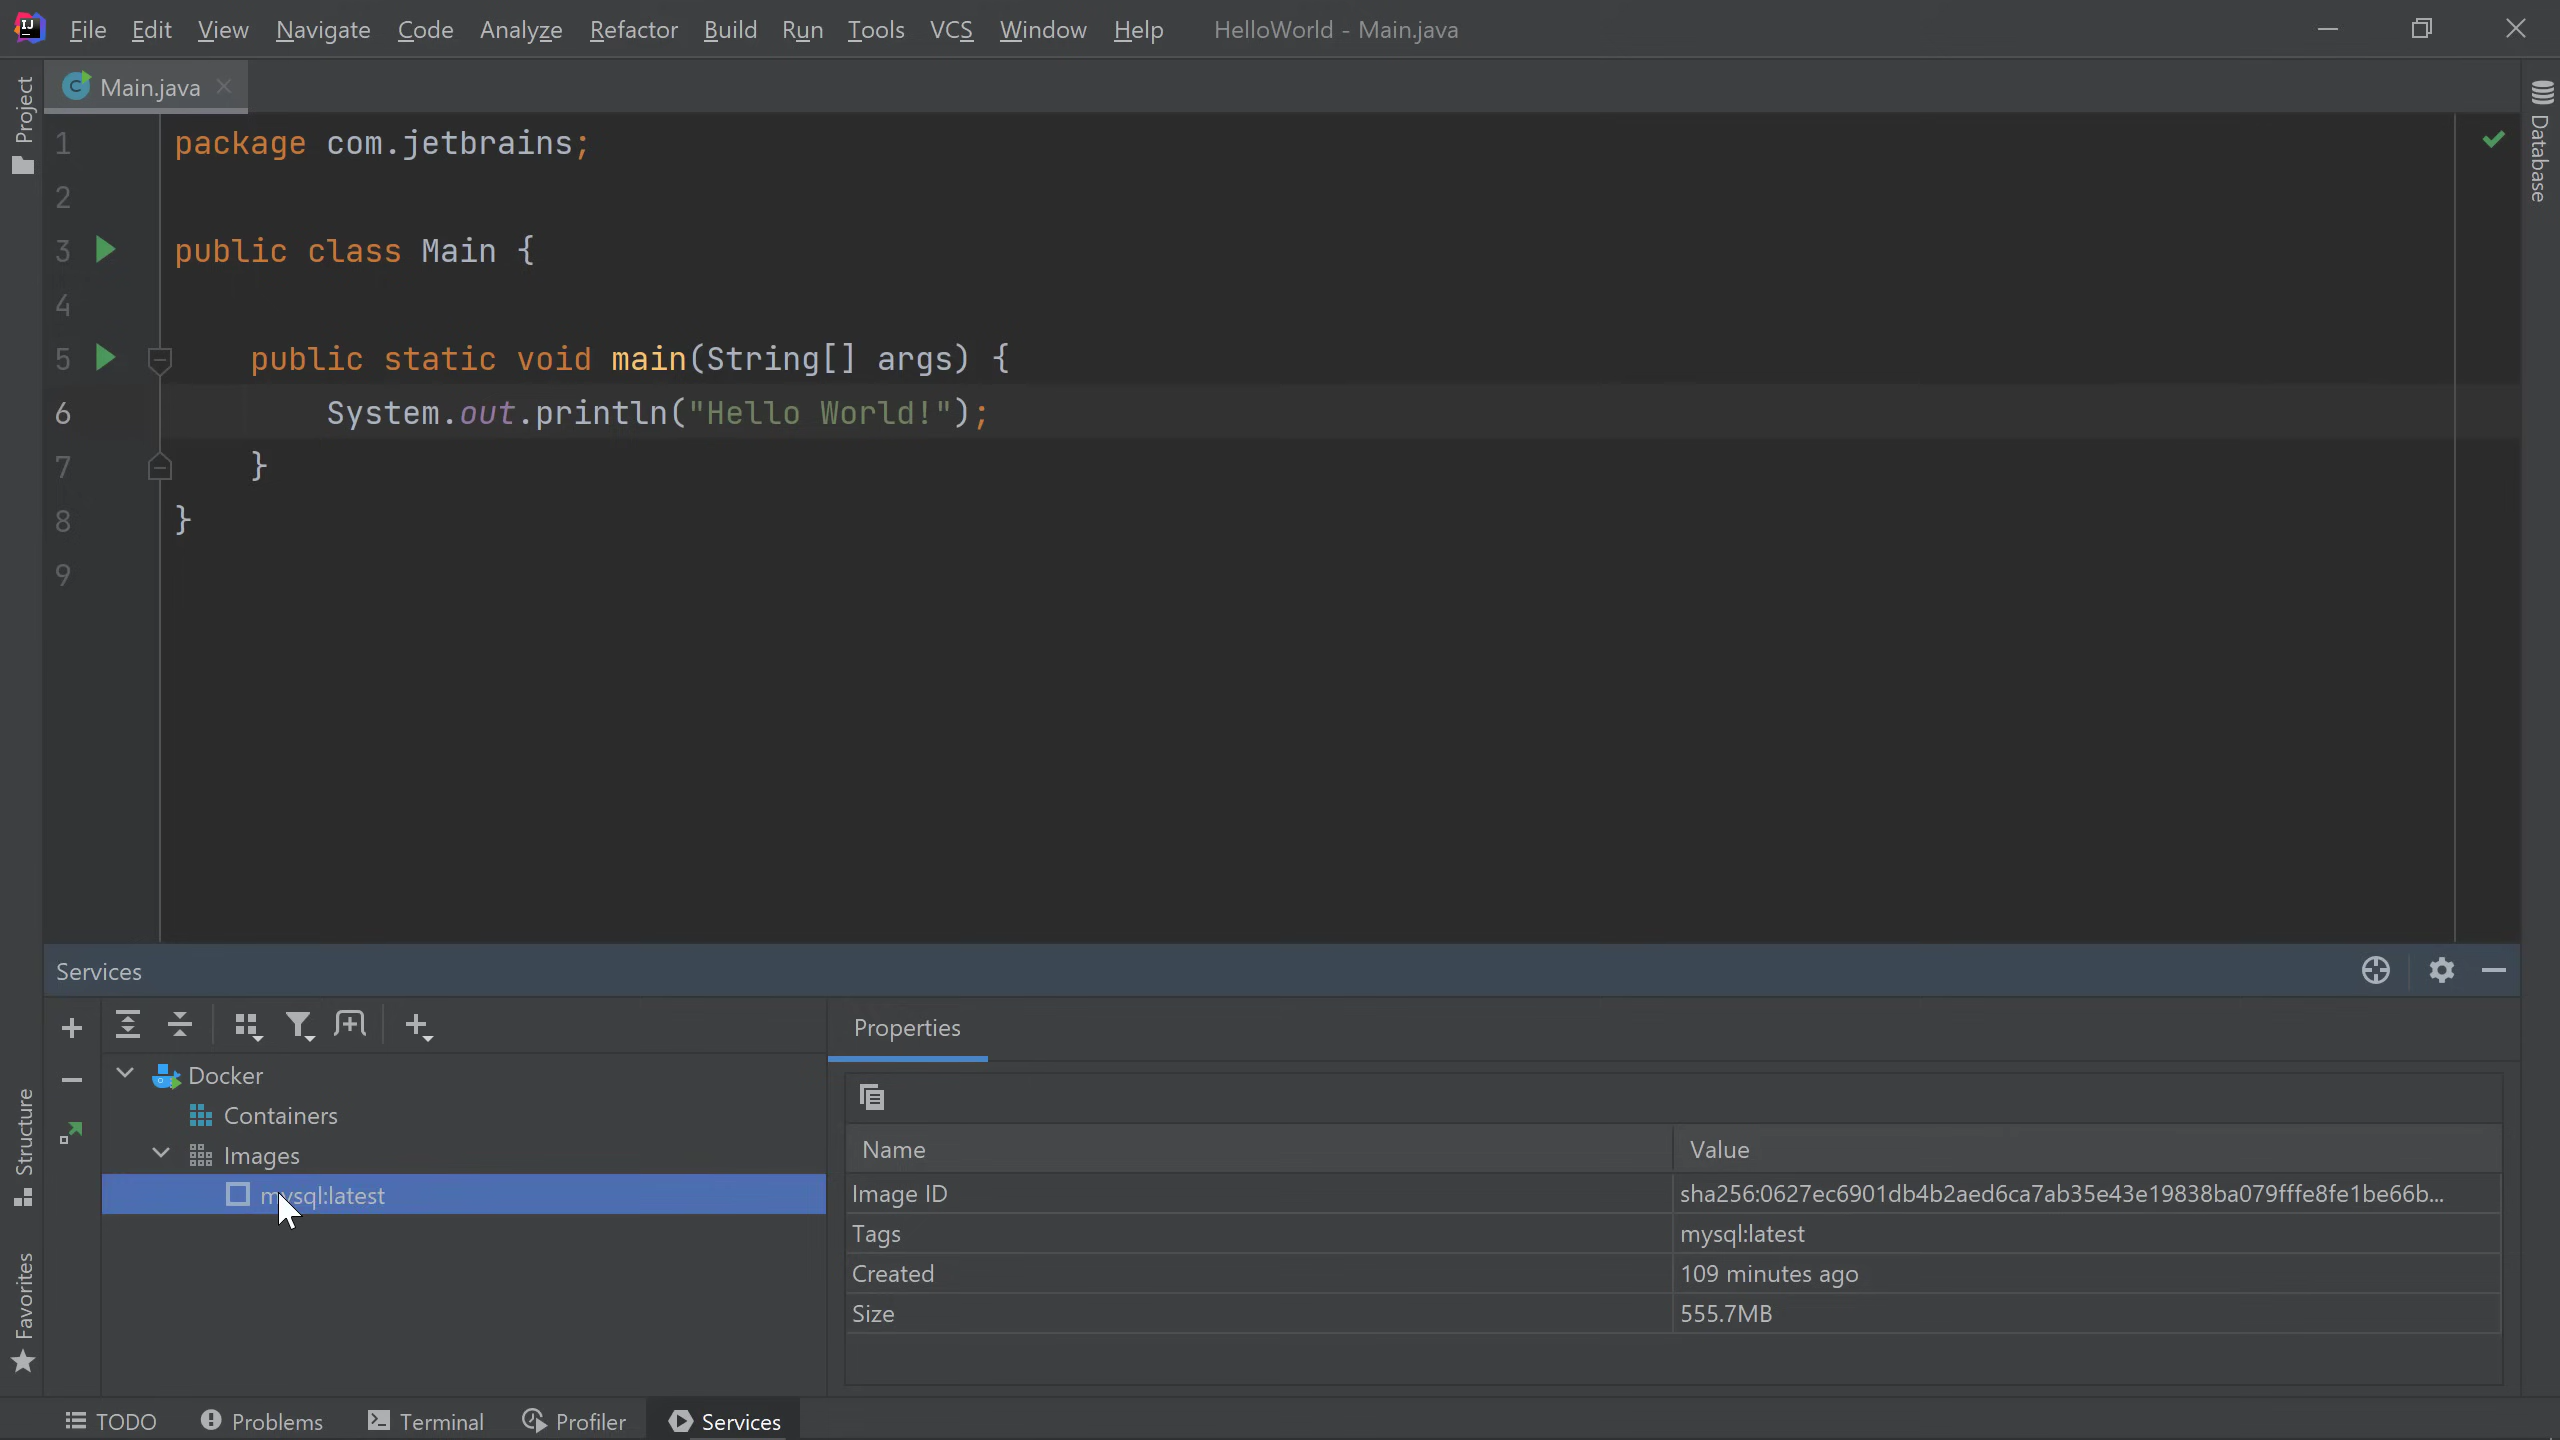 IJ File Edit View Navigate Code Analyze Refactor Build Run Tools VCS Window Help HelloWorld - Main.java
Project
C Main.java
Database
1 package com.jetbrains;
2
3 public class Main {
4
5 public static void main(String[] args) {
6 System.out.println("Hello World!");
7 }
8 }
9
Services
Properties
Docker
Containers
Images
mysql:latest
Name Value
Image ID sha256:0627ec6901db4b2aed6ca7ab35e43e19838ba079fffe8fe1be66b...
Tags mysql:latest
Created 109 minutes ago
Size 555.7MB
Structure
Favorites
TODO Problems Terminal Profiler Services